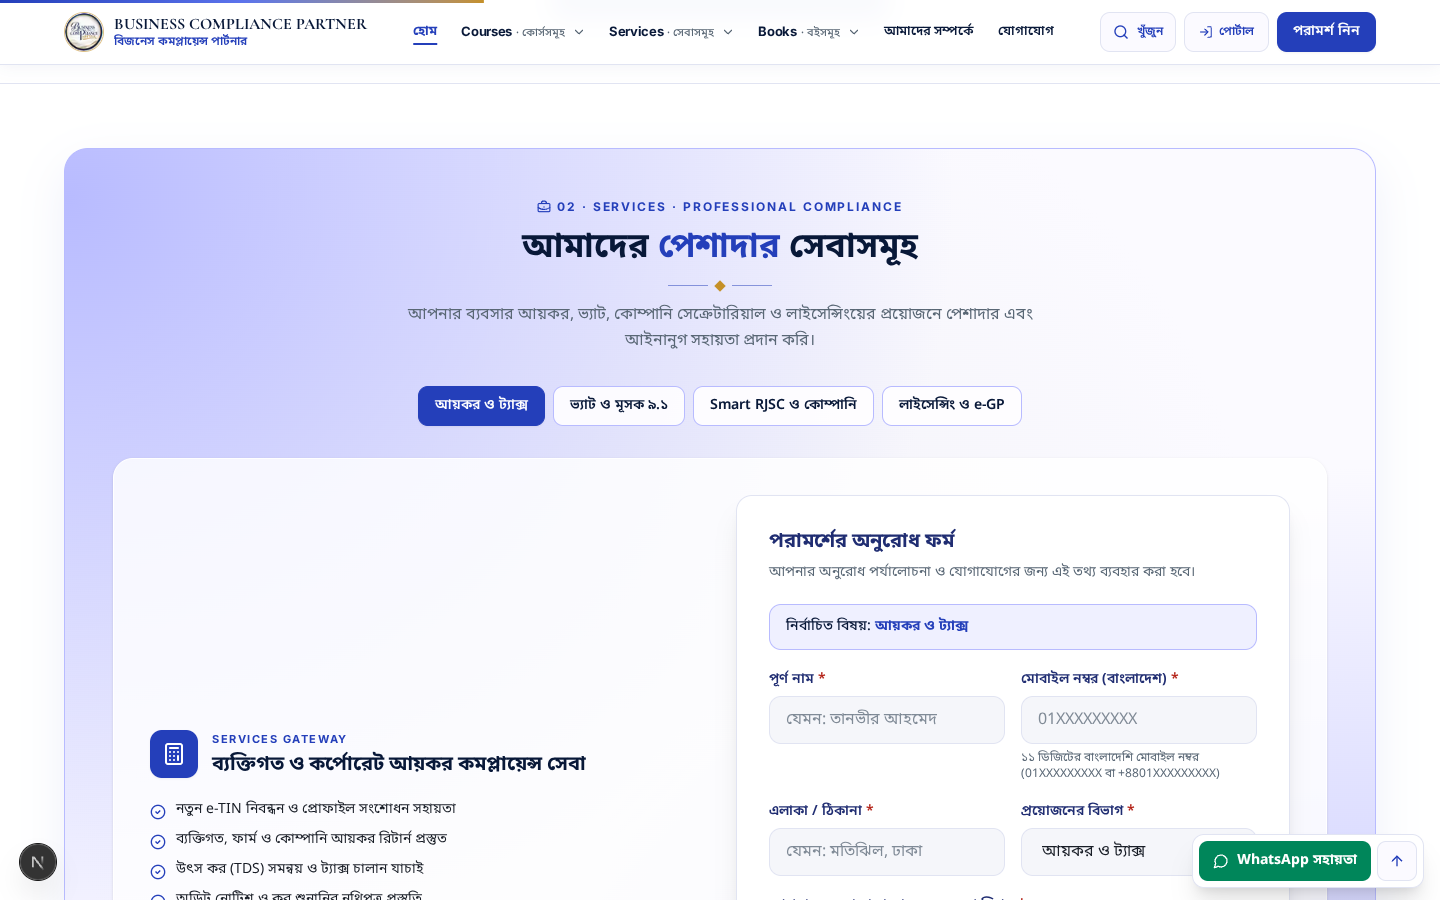 BUSINESS COMPLIANCE PARTNER
বিজনেস কমপ্লায়েন্স পার্টনার
হোম
Courses · কোর্সসমূহ
Services · সেবাসমূহ
Books · বইসমূহ
আমাদের সম্পর্কে
যোগাযোগ
খুঁজুন
পোর্টাল
পরামর্শ নিন
02 · SERVICES · PROFESSIONAL COMPLIANCE
আমাদের পেশাদার সেবাসমূহ
আপনার ব্যবসার আয়কর, ভ্যাট, কোম্পানি সেক্রেটারিয়াল ও লাইসেন্সিংয়ের প্রয়োজনে পেশাদার এবং
আইনানুগ সহায়তা প্রদান করি।
আয়কর ও ট্যাক্স
ভ্যাট ও মূসক ৯.১
Smart RJSC ও কোম্পানি
লাইসেন্সিং ও e-GP
SERVICES GATEWAY
ব্যক্তিগত ও কর্পোরেট আয়কর কমপ্লায়েন্স সেবা
নতুন e-TIN নিবন্ধন ও প্রোফাইল সংশোধন সহায়তা
ব্যক্তিগত, ফার্ম ও কোম্পানি আয়কর রিটার্ন প্রস্তুত
উৎস কর (TDS) সমন্বয় ও ট্যাক্স চালান যাচাই
অডিট নোটিশ ও কর শুনানির নথিপত্র প্রস্তুতি
পরামর্শের অনুরোধ ফর্ম
আপনার অনুরোধ পর্যালোচনা ও যোগাযোগের জন্য এই তথ্য ব্যবহার করা হবে।
নির্বাচিত বিষয়: আয়কর ও ট্যাক্স
পূর্ণ নাম *
মোবাইল নম্বর (বাংলাদেশ) *
যেমন: তানভীর আহমেদ
01XXXXXXXXX
১১ ডিজিটের বাংলাদেশি মোবাইল নম্বর
(01XXXXXXXXX বা +8801XXXXXXXXX)
এলাকা / ঠিকানা *
প্রয়োজনের বিভাগ *
যেমন: মতিঝিল, ঢাকা
আয়কর ও ট্যাক্স
WhatsApp সহায়তা